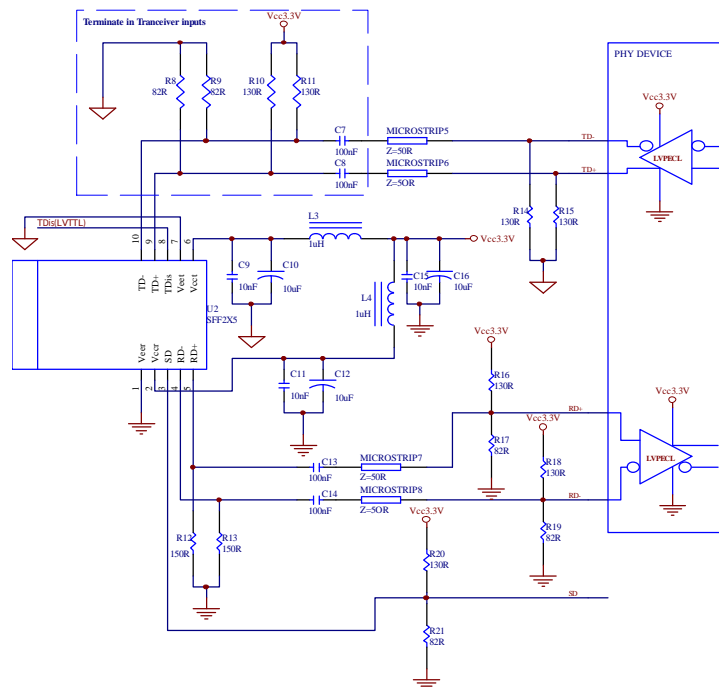 Terminate in Tranceiver inputs
Vcc3.3V
PHY DEVICE
R8
82R
R9
82R
R10
130R
R11
130R
Vcc3.3V
C7
100nF
MICROSTRIP5
Z=50R
TD-
C8
100nF
MICROSTRIP6
Z=5OR
TD+
LVPECL
R14
130R
R15
130R
TDis(LVTTL)
L3
1uH
Vcc3.3V
10
9
8
7
6
TD-
TD+
TDis
Veet
Vcct
C9
10nF
C10
10uF
C15
10nF
C16
10uF
L4
1uH
U2
SFF2X5
Veer
Vccr
SD
RD-
RD+
1
2
3
4
5
C11
10nF
C12
10uF
Vcc3.3V
R16
130R
Vcc3.3V
RD+
R17
82R
Vcc3.3V
LVPECL
C13
100nF
MICROSTRIP7
Z=50R
R18
130R
C14
100nF
MICROSTRIP8
Z=5OR
RD-
Vcc3.3V
R19
82R
R12
150R
R13
150R
R20
130R
SD
R21
82R